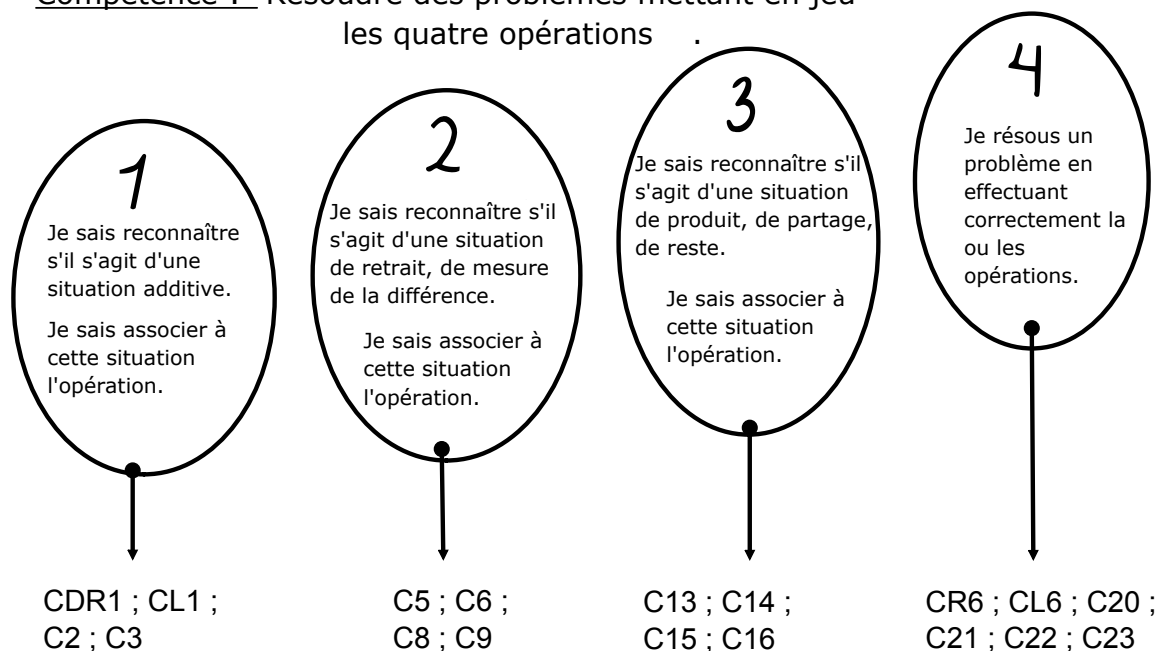 Compétence : Résoudre des problèmes mettant en jeu
les quatre opérations .
1
Je sais reconnaître
s'il s'agit d'une
situation additive.
Je sais associer à
cette situation
l'opération.
CDR1 ; CL1 ;
C2 ; C3
2
Je sais reconnaître s'il
s'agit d'une situation
de retrait, de mesure
de la différence.
Je sais associer à
cette situation
l'opération.
C5 ; C6 ;
C8 ; C9
3
Je sais reconnaître s'il
s'agit d'une situation
de produit, de partage,
de reste.
Je sais associer à
cette situation
l'opération.
C13 ; C14 ;
C15 ; C16
4
Je résous un
problème en
effectuant
correctement la
ou les
opérations.
CR6 ; CL6 ; C20 ;
C21 ; C22 ; C23